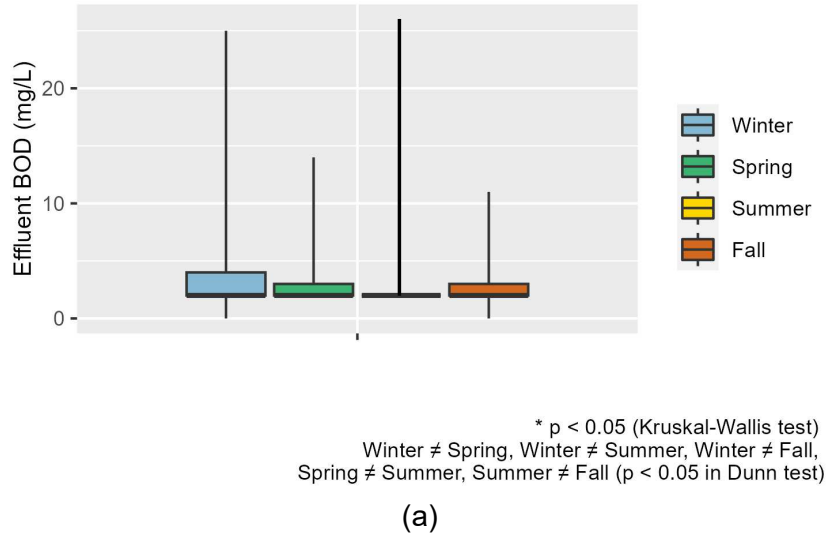 Effluent BOD (mg/L)
20
10
0
Winter
Spring
Summer
Fall
* p < 0.05 (Kruskal-Wallis test)
Winter ≠ Spring, Winter ≠ Summer, Winter ≠ Fall,
Spring ≠ Summer, Summer ≠ Fall (p < 0.05 in Dunn test)
(a)